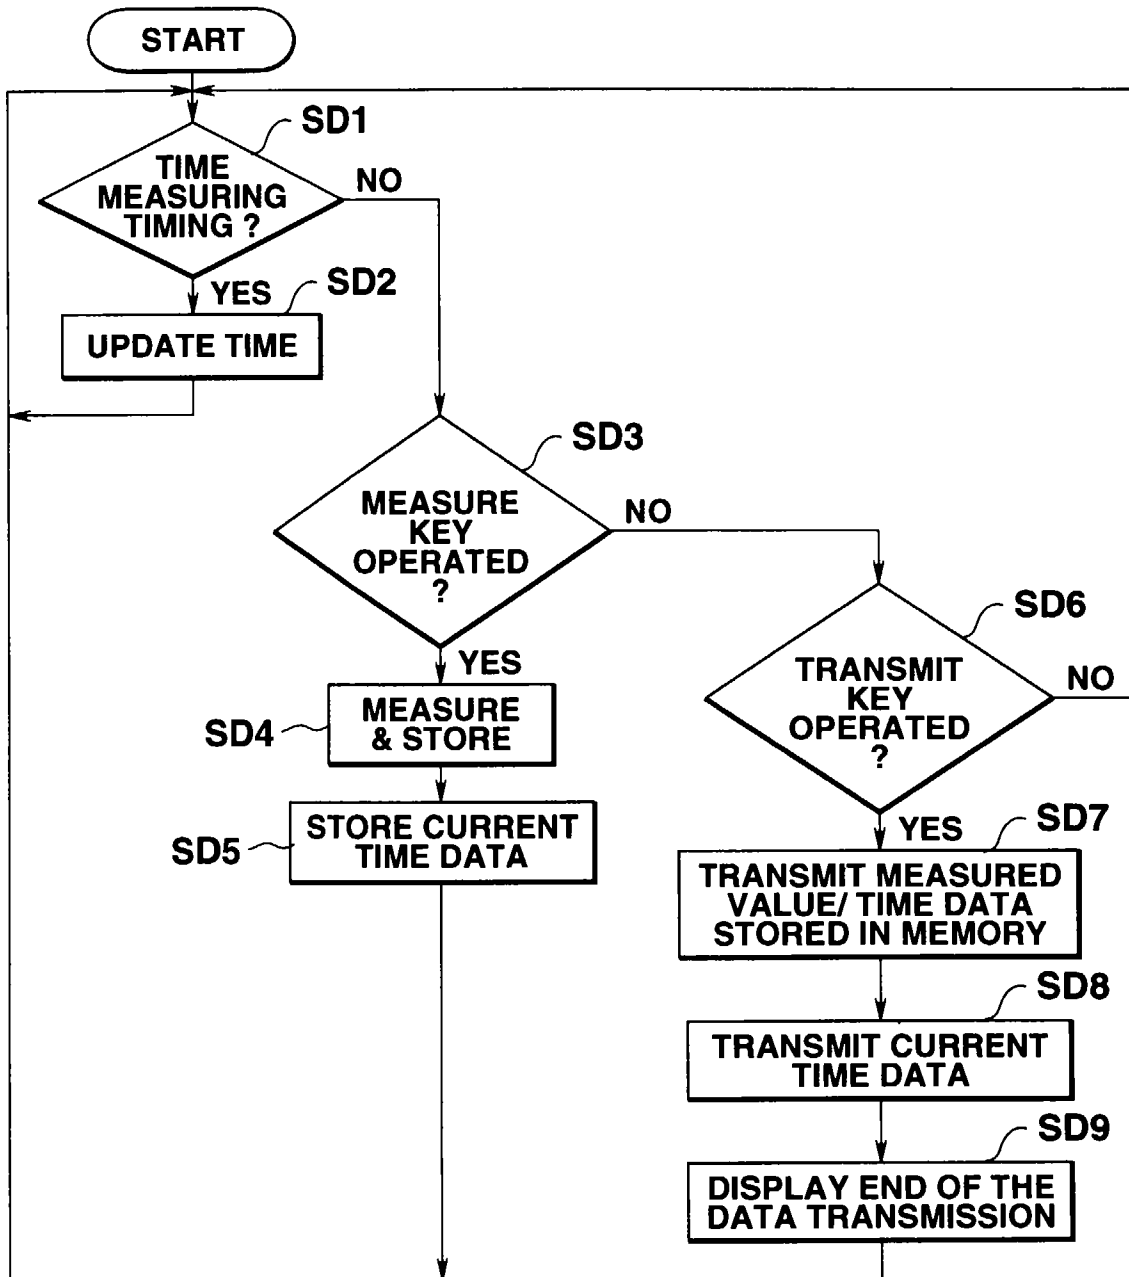 START
SD1
TIME
MEASURING
TIMING ?
NO
YES
SD2
UPDATE TIME
SD3
MEASURE
KEY
OPERATED
?
NO
YES
SD4
MEASURE
& STORE
SD5
STORE CURRENT
TIME DATA
SD6
TRANSMIT
KEY
OPERATED
?
NO
YES
SD7
TRANSMIT MEASURED
VALUE/ TIME DATA
STORED IN MEMORY
SD8
TRANSMIT CURRENT
TIME DATA
SD9
DISPLAY END OF THE
DATA TRANSMISSION